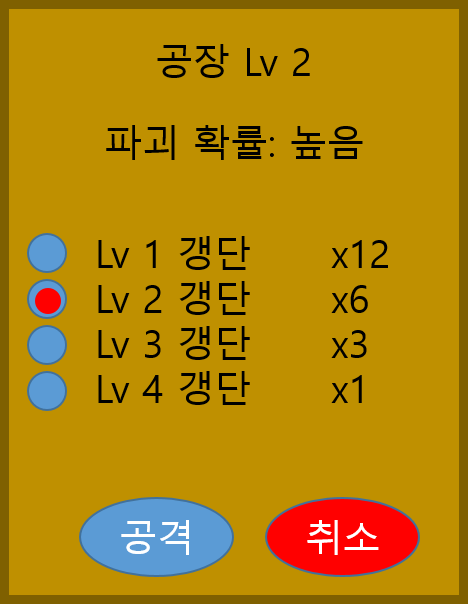 공장 Lv 2
파괴 확률: 높음
Lv 1 갱단 x12
Lv 2 갱단 x6
Lv 3 갱단 x3
Lv 4 갱단 x1
공격 취소